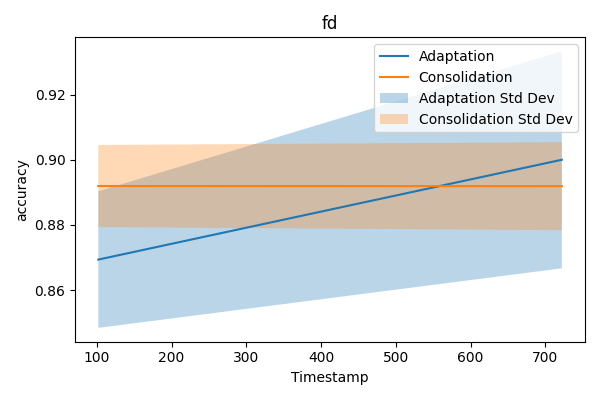 fd
Adaptation
Consolidation
Adaptation Std Dev
Consolidation Std Dev
accuracy
0.92
0.90
0.88
0.86
100 200 300 400 500 600 700
Timestamp